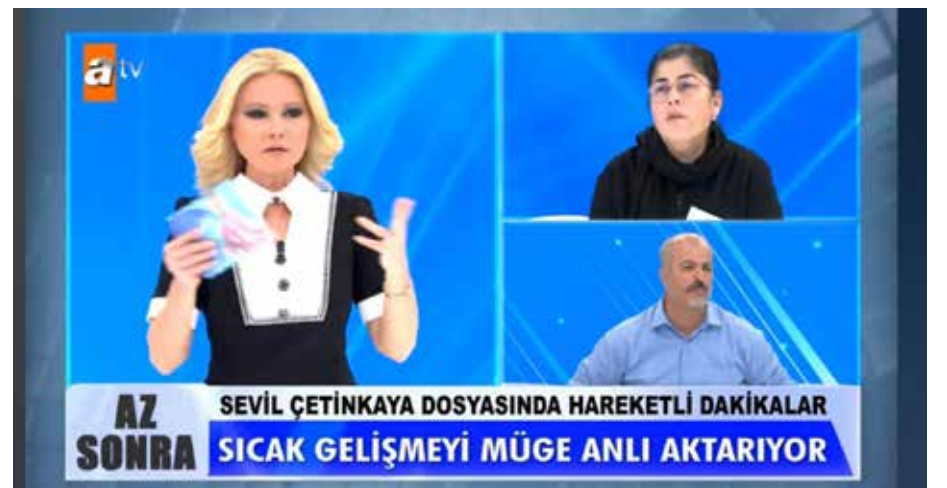 atv
AZ
SONRA
SEVİL ÇETİNKAYA DOSYASINDA HAREKETLİ DAKİKALAR
SICAK GELİŞMEYİ MÜGE ANLI AKTARIYOR